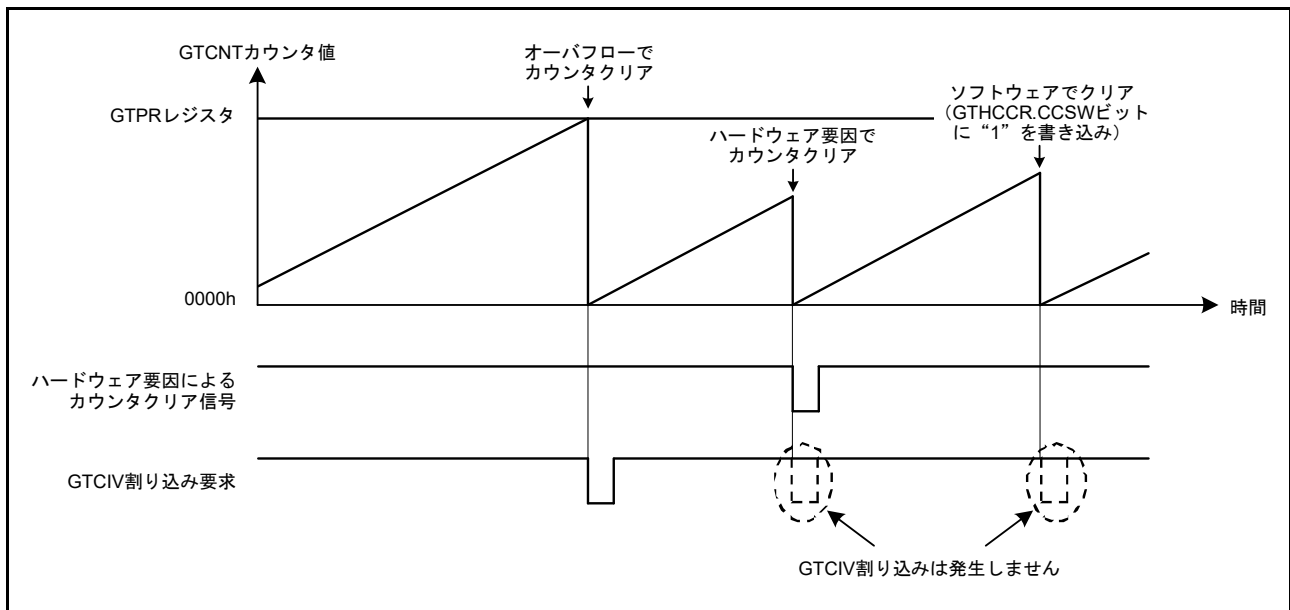 GTCNTカウンタ値
オーバフローで
カウンタクリア
GTPRレジスタ
ハードウェア要因で
カウンタクリア
ソフトウェアでクリア
（GTHCCR.CCSWビット
に“1”を書き込み）
0000h
時間
ハードウェア要因による
カウンタクリア信号
GTCIV割り込み要求
GTCIV割り込みは発生しません